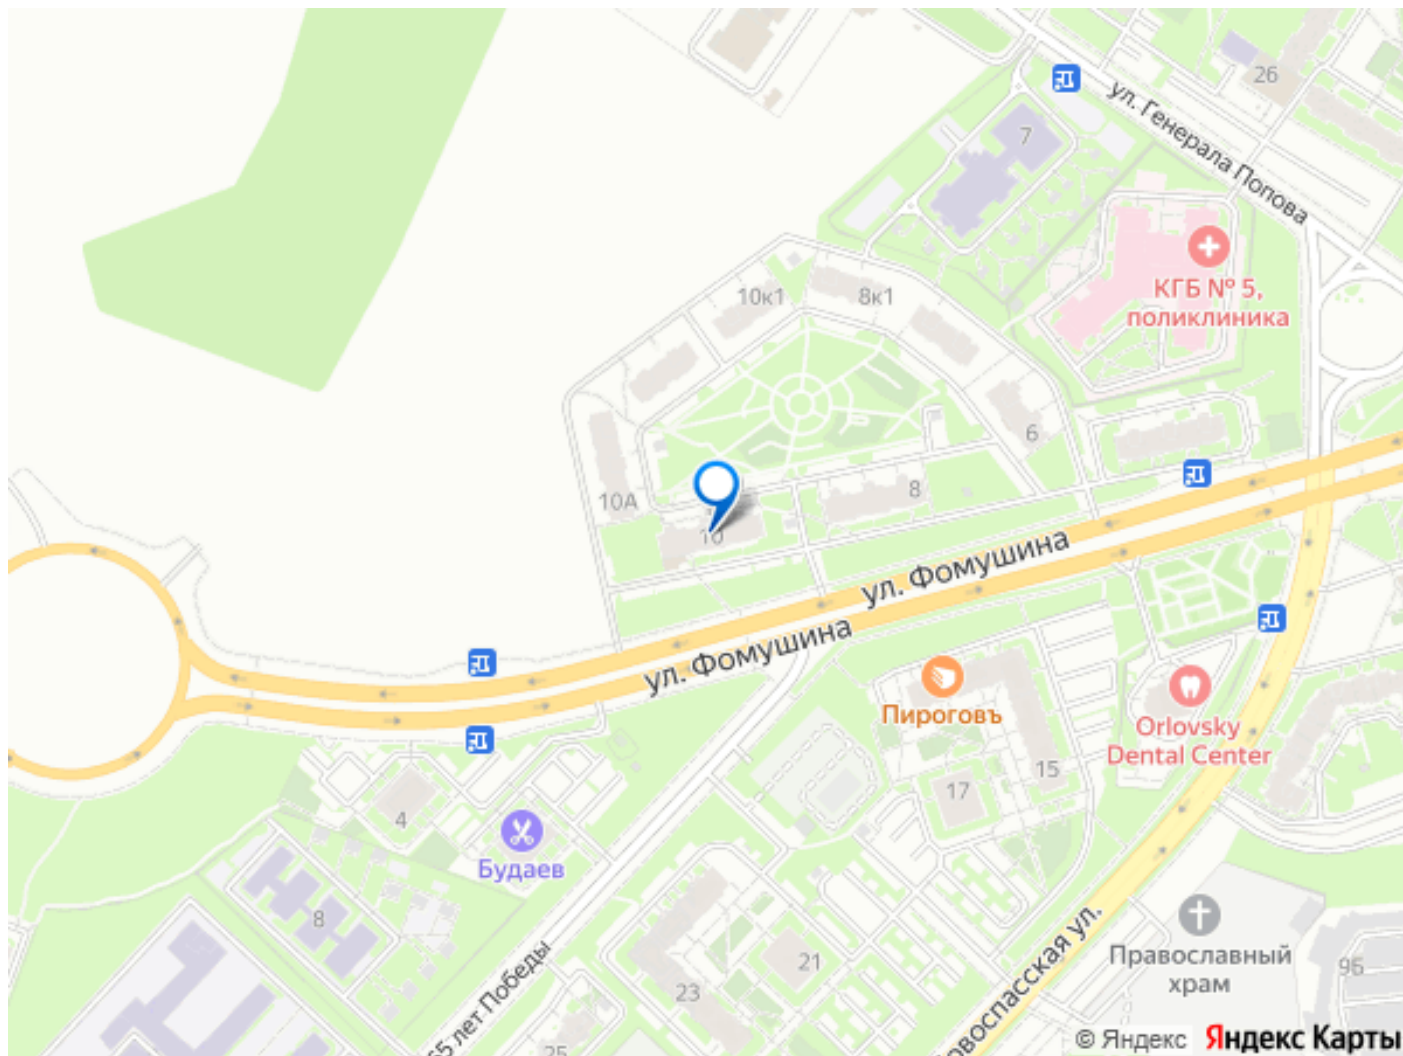 26
ул. Генерала Попова
7
КГБ № 5,
поликлиника
10к1
8к1
6
10А
8
10
ул. Фомушина
ул. Фомушина
Пироговъ
Orlovsky
Dental Center
15
17
4
Будаев
8
65 лет Победы
21
23
25
Православный
храм
9Б
© Яндекс Яндекс Карты